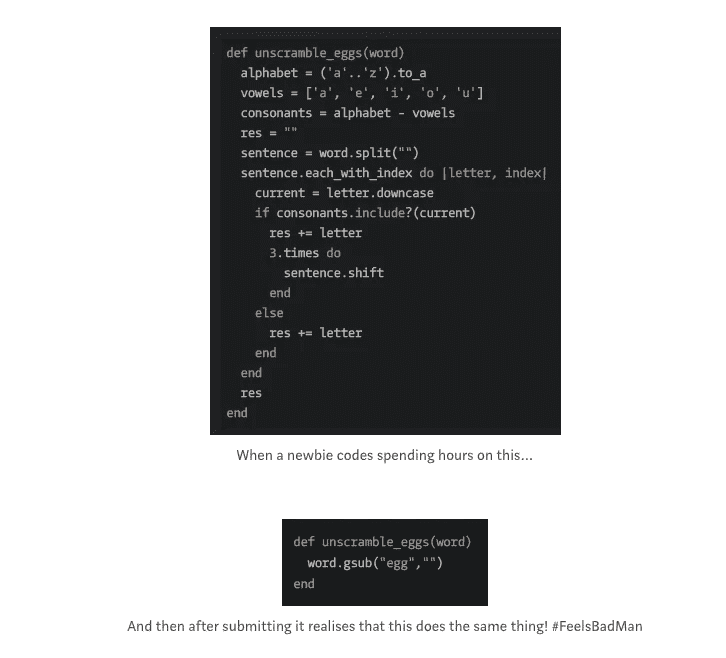 def unscramble_eggs(word)
  alphabet = ('a'..'z').to_a
  vowels = ['a', 'e', 'i', 'o', 'u']
  consonants = alphabet - vowels
  res = ""
  sentence = word.split("")
  sentence.each_with_index do |letter, index|
    current = letter.downcase
    if consonants.include?(current)
      res += letter
      3.times do
        sentence.shift
      end
    else
      res += letter
    end
  end
  res
end
When a newbie codes spending hours on this...
def unscramble_eggs(word)
  word.gsub("egg","")
end
And then after submitting it realises that this does the same thing! #FeelsBadMan